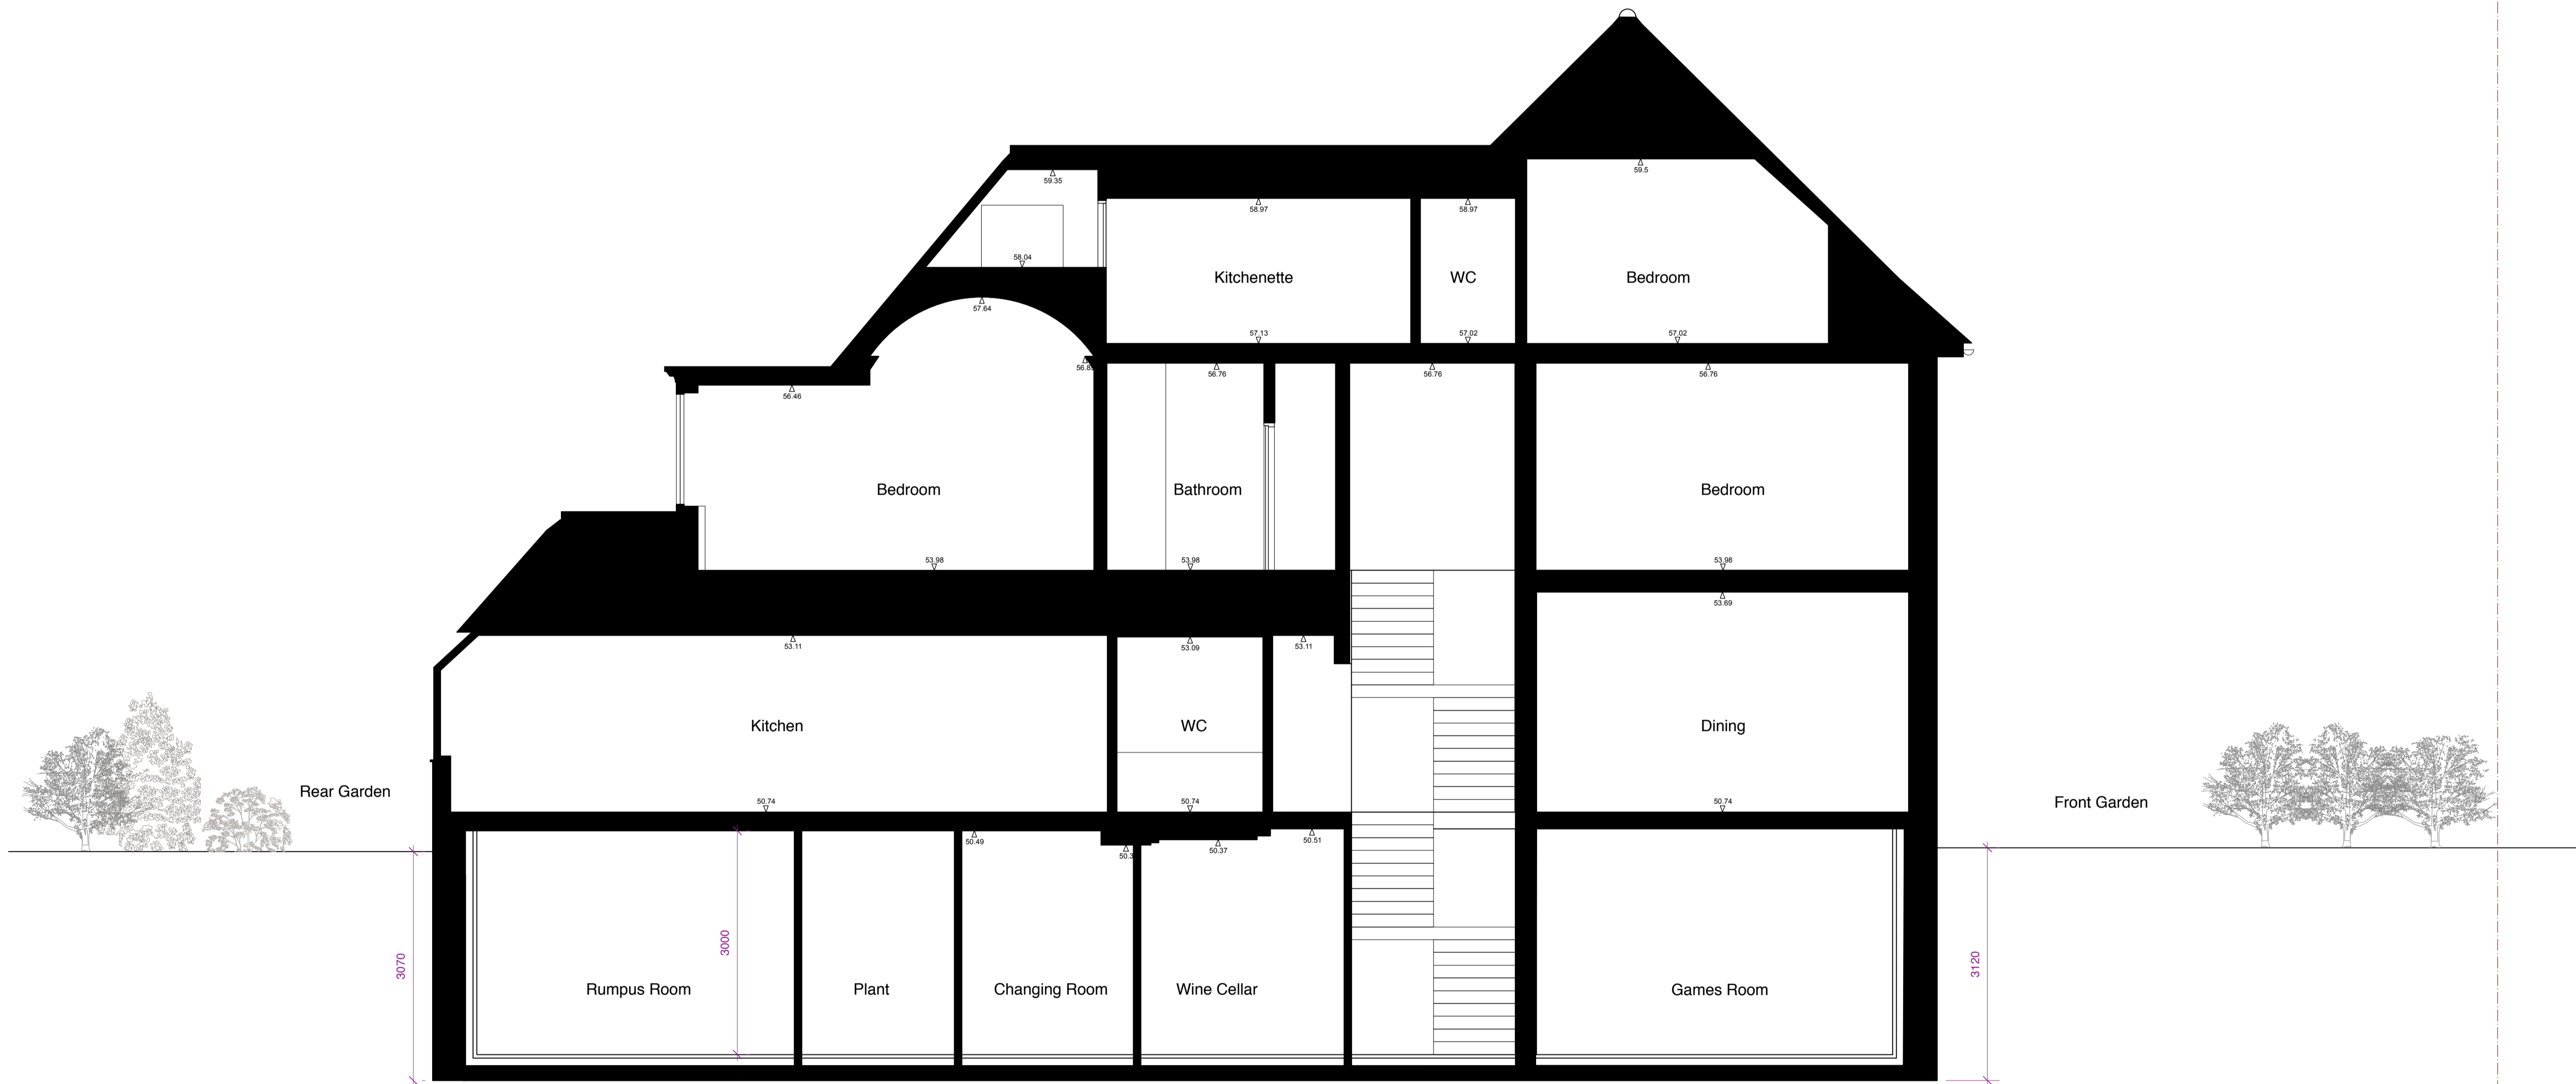 59.5
59.35
58.97
58.97
58.04
Kitchenette
WC
Bedroom
57.64
57.13
57.02
57.02
56.76
56.76
56.76
56.46
Bedroom
Bathroom
Bedroom
53.98
53.98
53.98
53.69
53.11
53.09
53.11
Kitchen
WC
Dining
Rear Garden
Front Garden
50.74
50.74
50.74
50.49
50.37
50.51
3000
3070
3120
Rumpus Room
Plant
Changing Room
Wine Cellar
Games Room